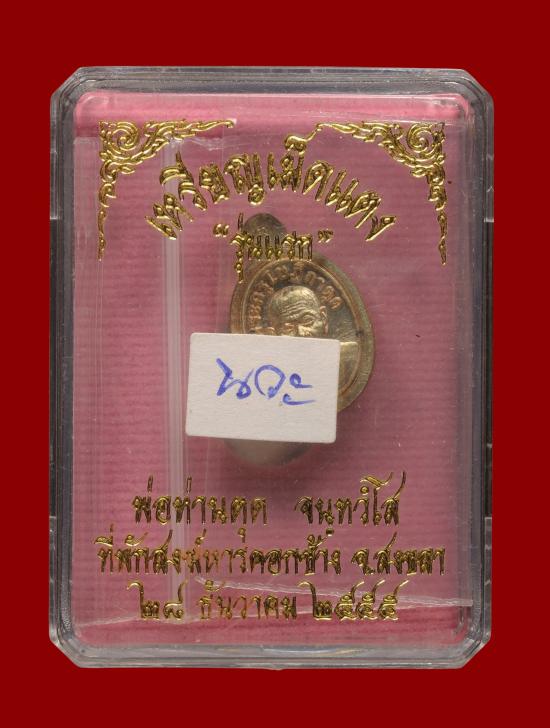 เหรียญเม็ดแตง
"รุ่นแรก"
พ่อท่านตุด จนฺทวํโส
ที่พักสงฆ์หารคอกช้าง จ.สงขลา
๒๘ ธันวาคม ๒๕๕๕